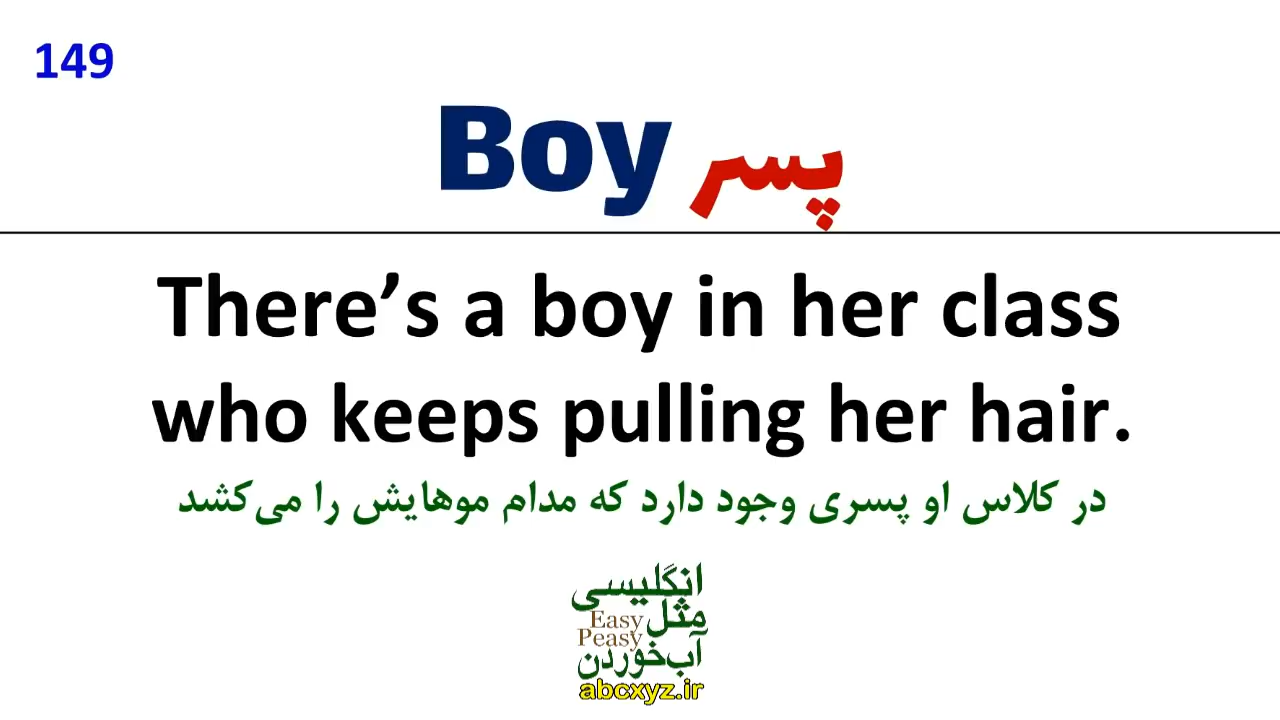 149
Boy پسر
There’s a boy in her class
who keeps pulling her hair.
در کلاس او پسری وجود دارد که مدام موهایش را می‌کشد
انگلیسی
Easy مثل
Peasy
آب‌خوردن
abcxyz.ir